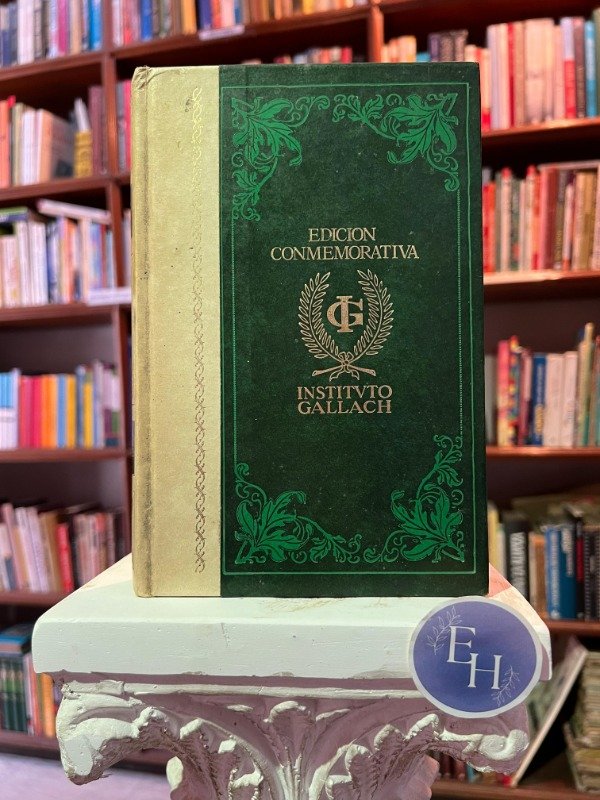 EDICION
CONMEMORATIVA
IG
INSTITVTO
GALLACH
EH